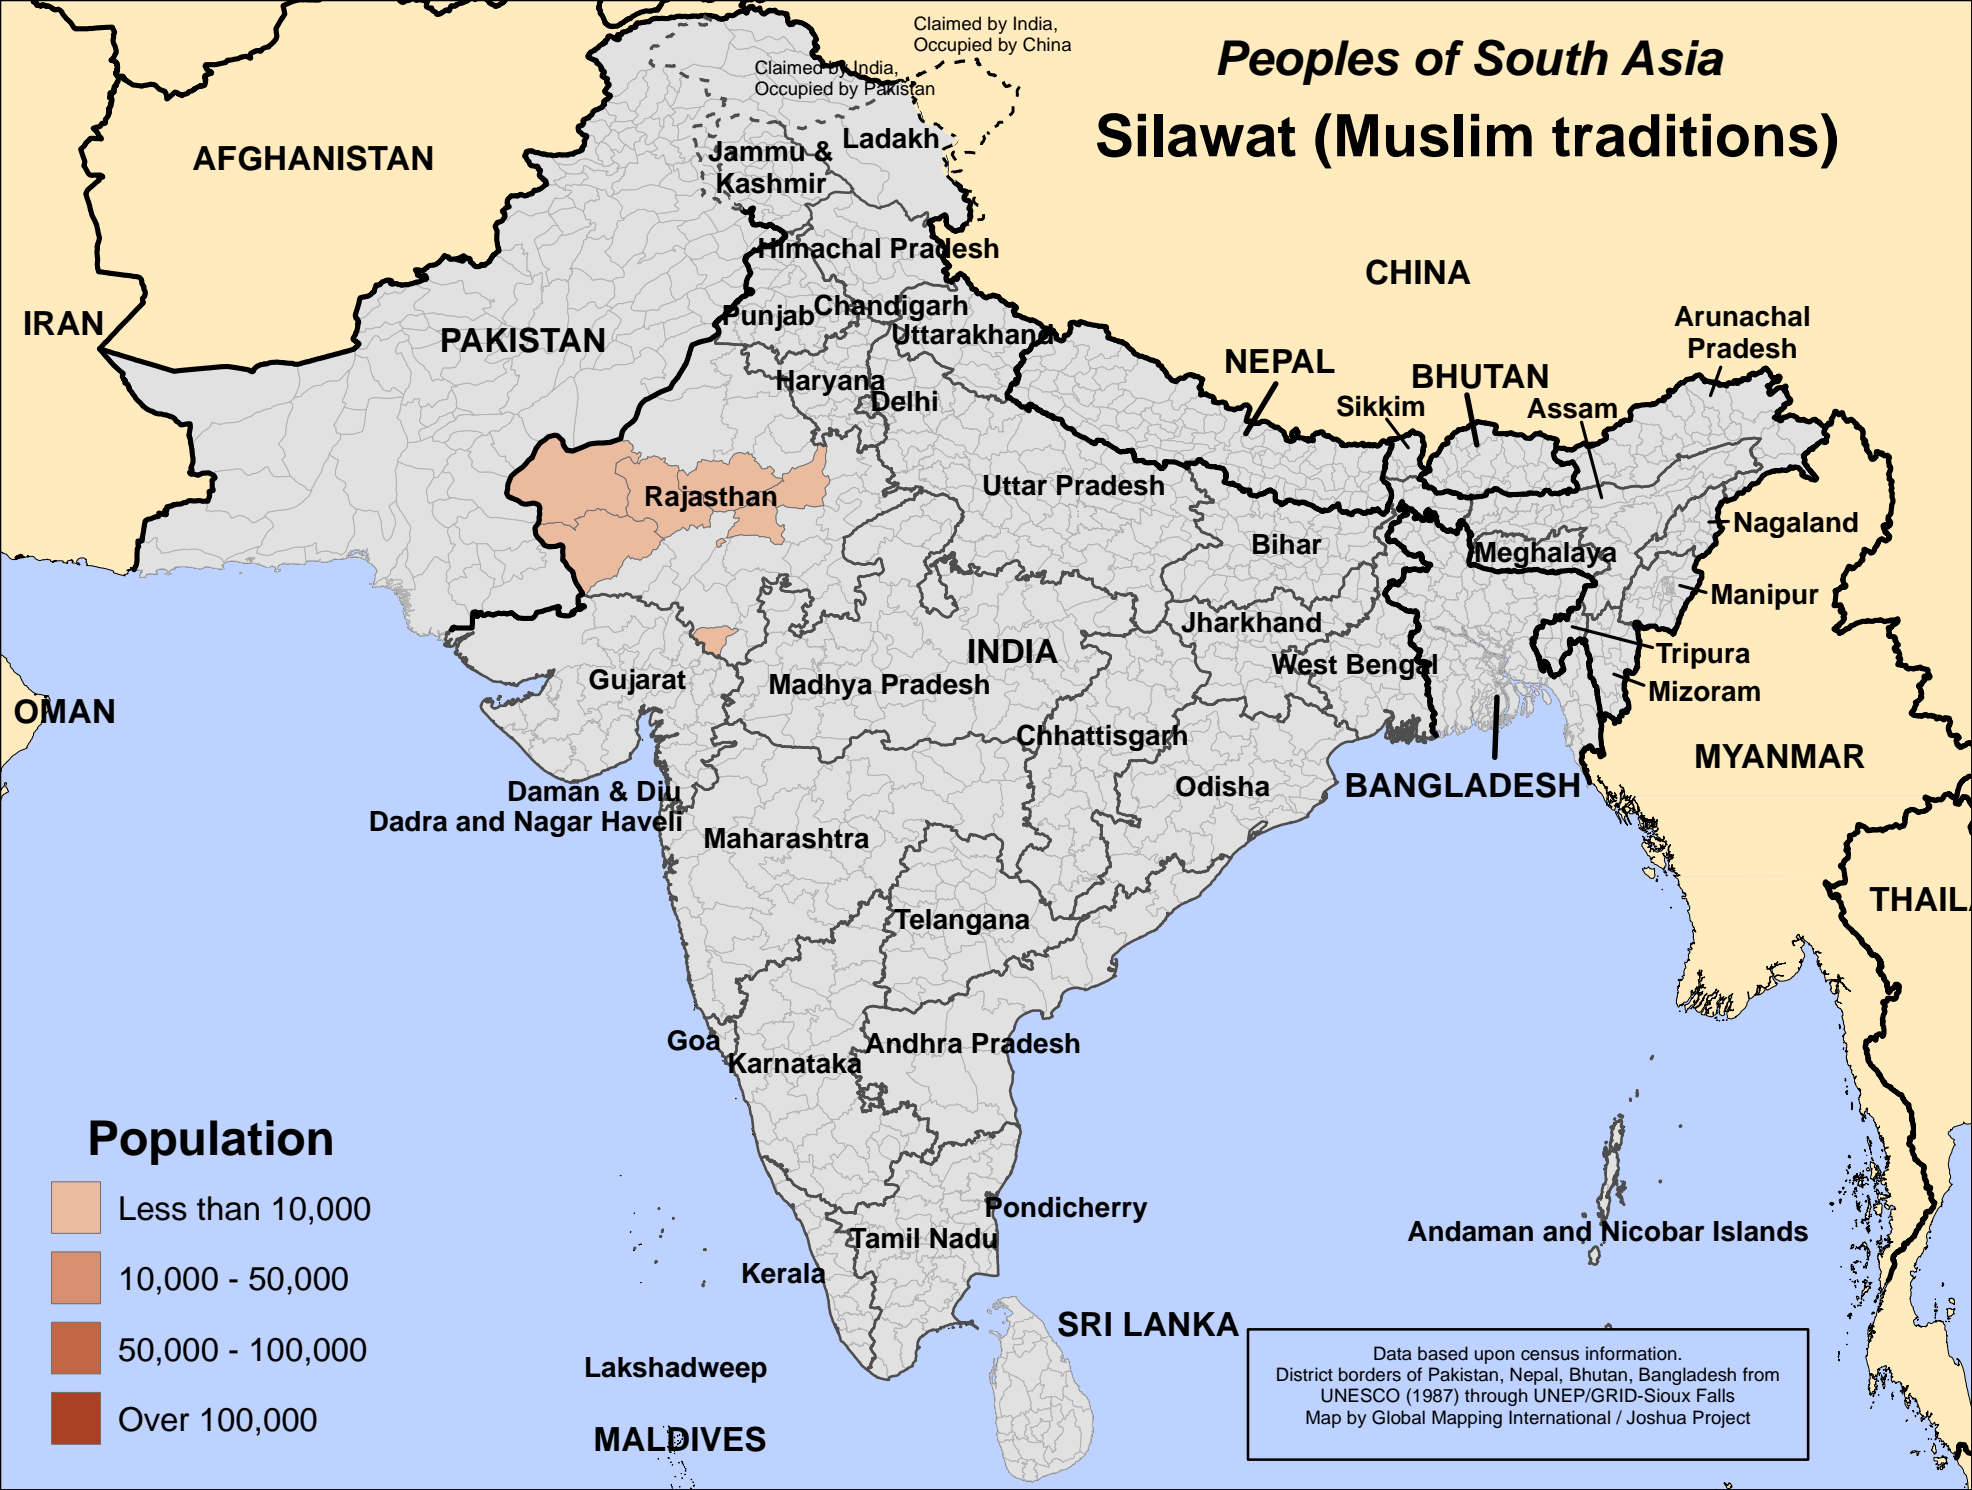 Claimed by India,
Occupied by China
Peoples of South Asia
Claimed by India,
Occupied by Pakistan
Silawat (Muslim traditions)
Ladakh
Jammu &
Kashmir
AFGHANISTAN
Himachal Pradesh
CHINA
Chandigarh
Punjab
Arunachal
Pradesh
IRAN
PAKISTAN
Uttarakhand
NEPAL
BHUTAN
Haryana
Delhi
Sikkim
Assam
Uttar Pradesh
Rajasthan
Nagaland
Bihar
Meghalaya
Manipur
Jharkhand
INDIA
Tripura
West Bengal
Gujarat
Madhya Pradesh
Mizoram
OMAN
Chhattisgarh
MYANMAR
Odisha
BANGLADESH
Daman & Diu
Dadra and Nagar Haveli
Maharashtra
THAIL
Telangana
Goa
Andhra Pradesh
Karnataka
Population
Less than 10,000
10,000 - 50,000
50,000 - 100,000
Over 100,000
Pondicherry
Andaman and Nicobar Islands
Tamil Nadu
Kerala
SRI LANKA
Lakshadweep
MALDIVES
Data based upon census information.
District borders of Pakistan, Nepal, Bhutan, Bangladesh from
UNESCO (1987) through UNEP/GRID-Sioux Falls
Map by Global Mapping International / Joshua Project